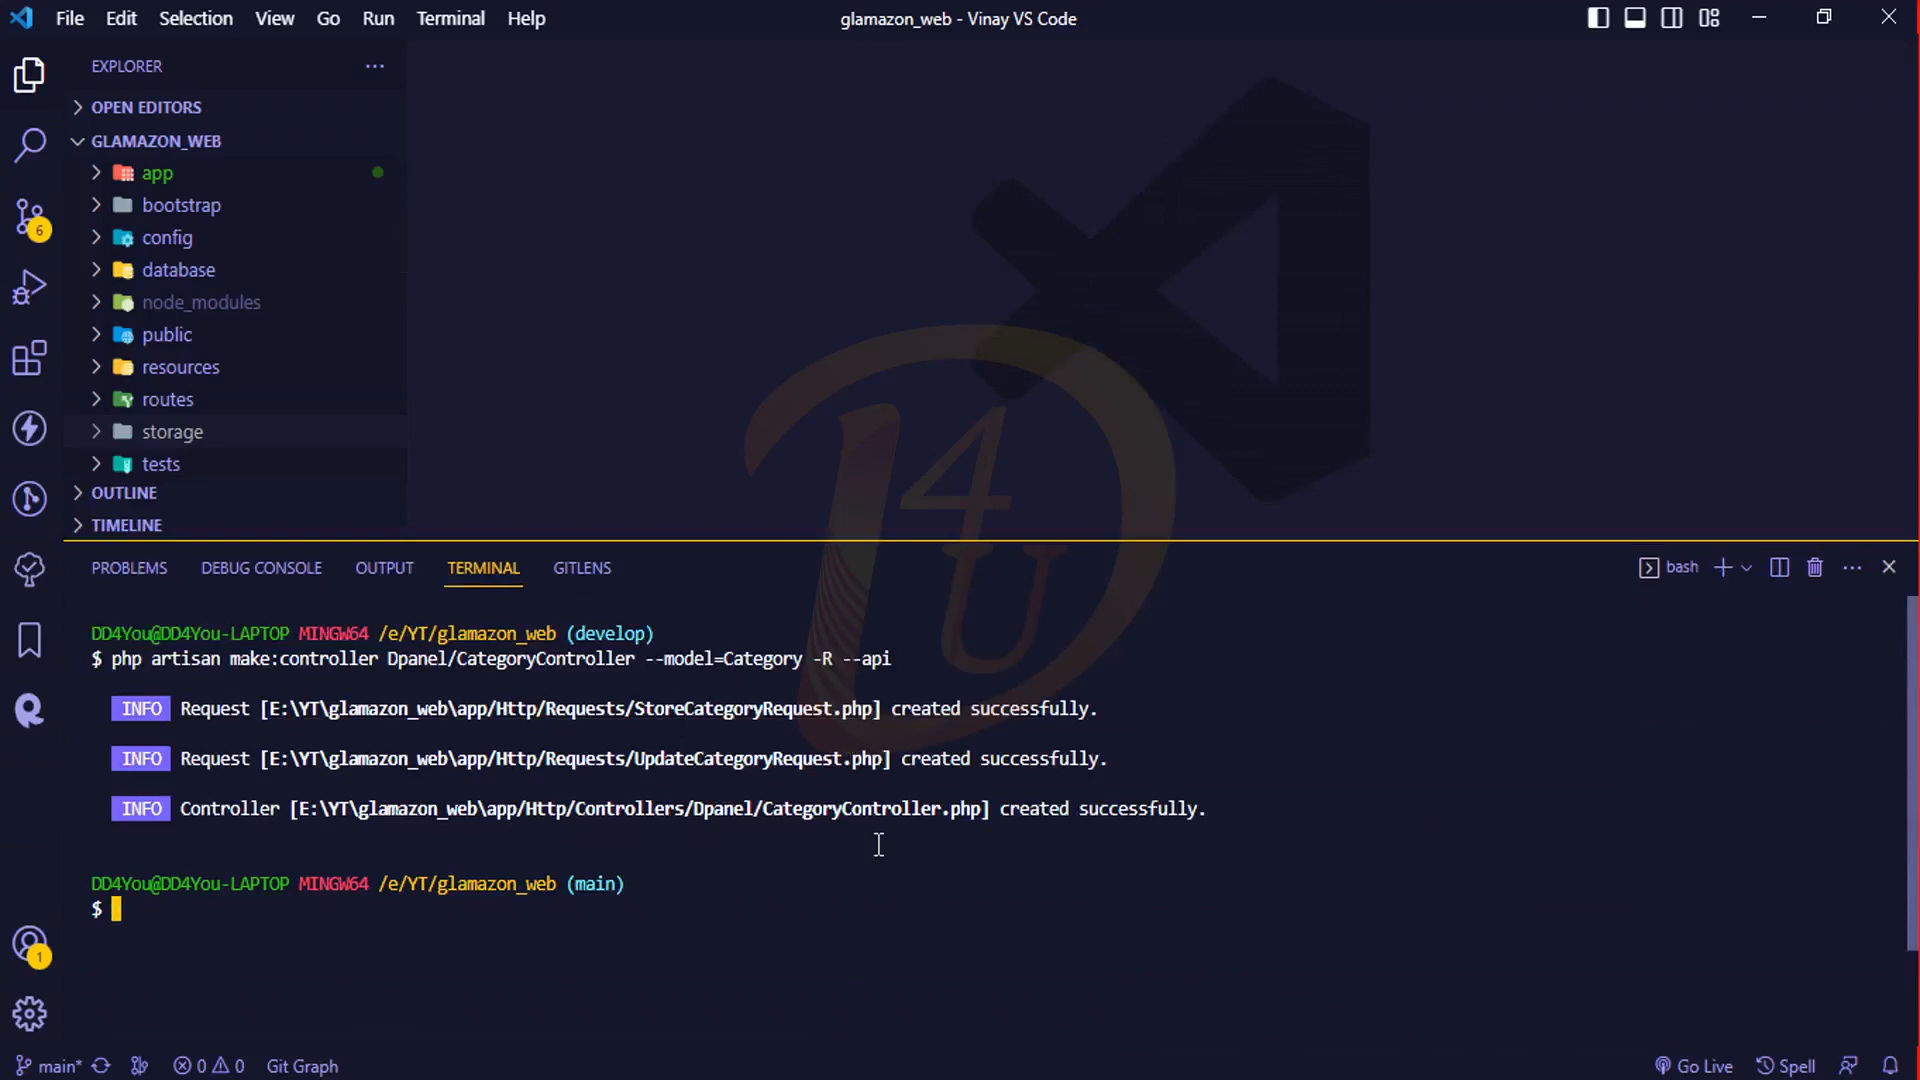 File Edit Selection View Go Run Terminal Help
glamazon_web - Vinay VS Code
EXPLORER
OPEN EDITORS
GLAMAZON_WEB
app
bootstrap
config
database
node_modules
public
resources
routes
storage
tests
OUTLINE
TIMELINE
6
1
D4U
PROBLEMS DEBUG CONSOLE OUTPUT TERMINAL GITLENS
bash
DD4You@DD4You-LAPTOP MINGW64 /e/YT/glamazon_web (develop)
$ php artisan make:controller Dpanel/CategoryController --model=Category -R --api
INFO Request [E:\YT\glamazon_web\app/Http/Requests/StoreCategoryRequest.php] created successfully.
INFO Request [E:\YT\glamazon_web\app/Http/Requests/UpdateCategoryRequest.php] created successfully.
INFO Controller [E:\YT\glamazon_web\app/Http/Controllers/Dpanel/CategoryController.php] created successfully.
DD4You@DD4You-LAPTOP MINGW64 /e/YT/glamazon_web (main)
$
main* 0 0 Git Graph
Go Live Spell